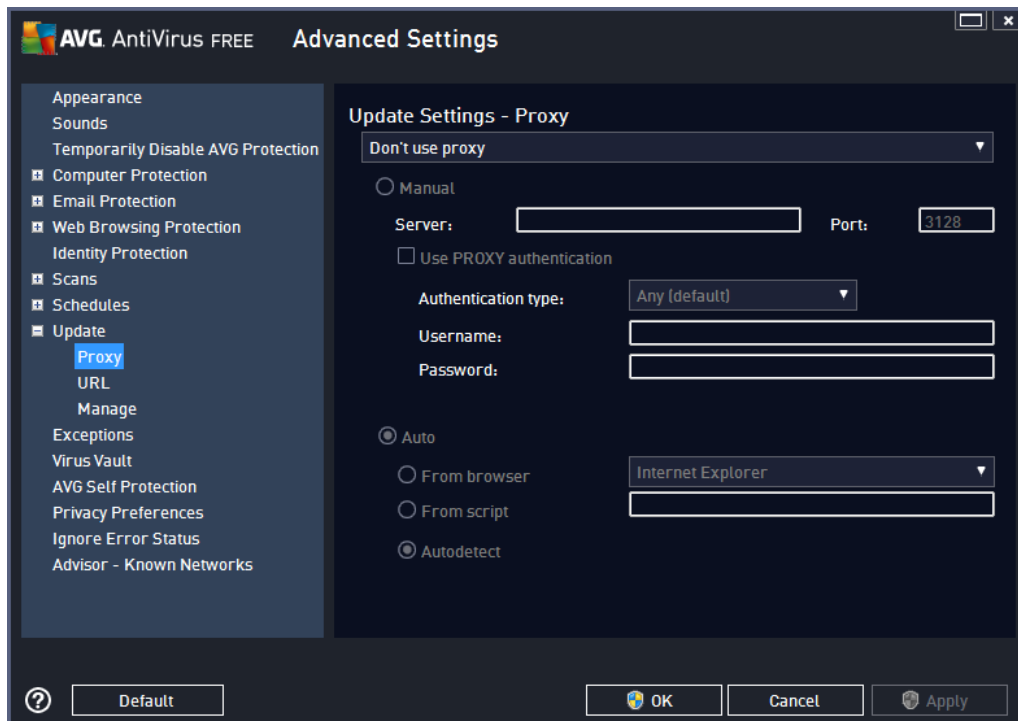 AVG. AntiVirus FREE Advanced Settings
Appearance
Sounds
Temporarily Disable AVG Protection
Computer Protection
Email Protection
Web Browsing Protection
Identity Protection
Scans
Schedules
Update
Proxy
URL
Manage
Exceptions
Virus Vault
AVG Self Protection
Privacy Preferences
Ignore Error Status
Advisor - Known Networks
Update Settings - Proxy
Don't use proxy
Manual
Server: Port: 3128
Use PROXY authentication
Authentication type: Any (default)
Username:
Password:
Auto
From browser Internet Explorer
From script
Autodetect
Default OK Cancel Apply